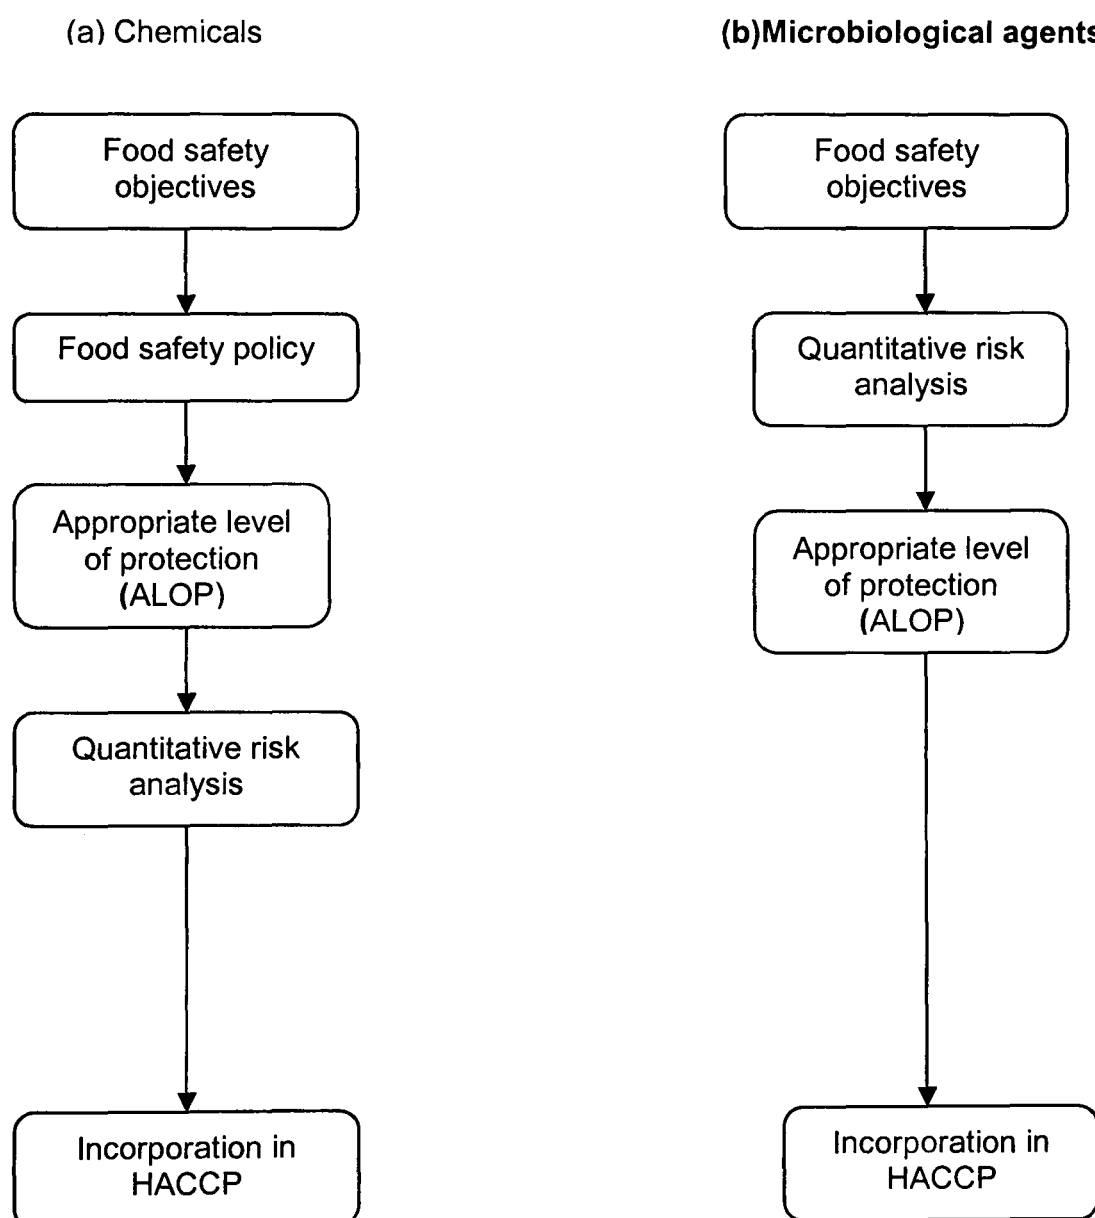 (a) Chemicals
Food safety
objectives
Food safety policy
Appropriate level
of protection
(ALOP)
Quantitative risk
analysis
Incorporation in
HACCP
(b)Microbiological agents
Food safety
objectives
Quantitative risk
analysis
Appropriate level
of protection
(ALOP)
Incorporation in
HACCP